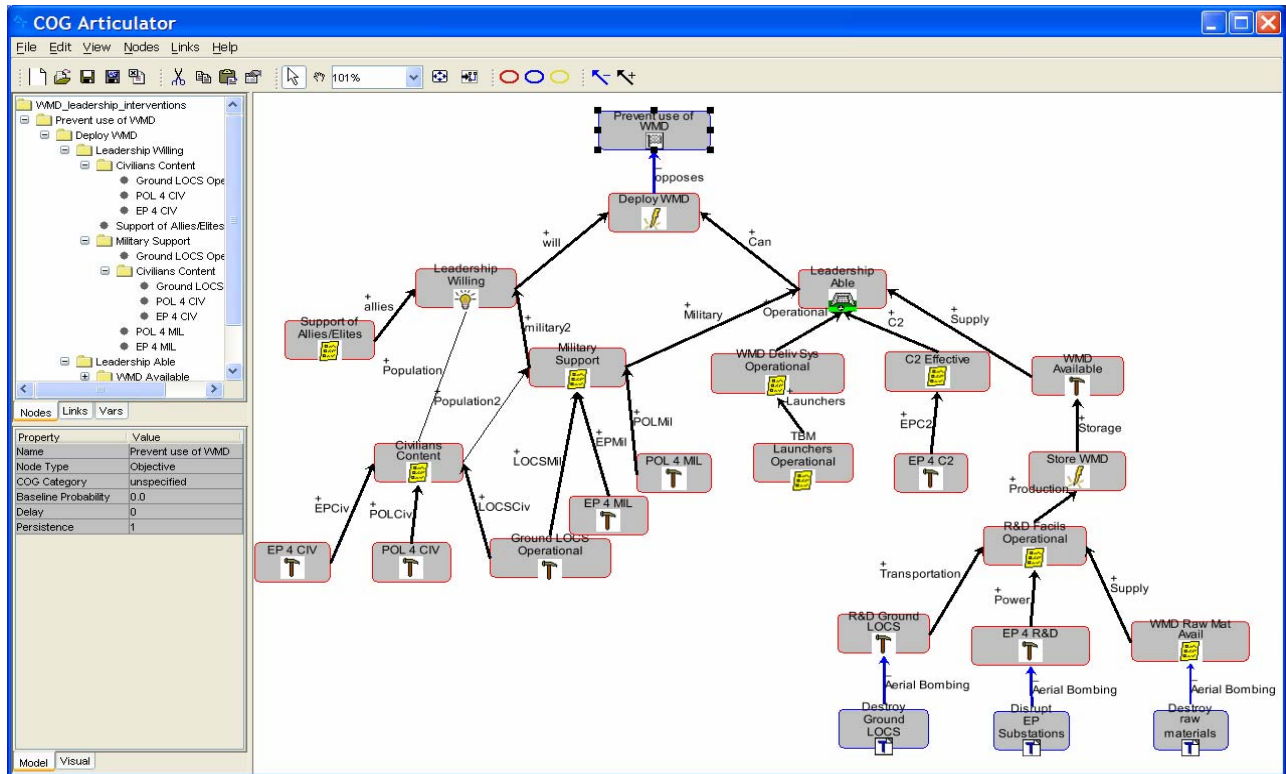 COG Articulator
File Edit View Nodes Links Help
101%
WMD_leadership_interventions
Prevent use of WMD
Deploy WMD
Leadership Willing
Civilians Content
Ground LOCS Ope
POL 4 CIV
EP 4 CIV
Support of Allies/Elites
Military Support
Ground LOCS Ope
Civilians Content
Ground LOCS
POL 4 CIV
EP 4 CIV
POL 4 MIL
EP 4 MIL
Leadership Able
WMD Available
Nodes Links Vars
Property Value
Name Prevent use of WMD
Node Type Objective
COG Category unspecified
Baseline Probability 0.0
Delay 0
Persistence 1
Model Visual
Prevent use of
WMD
-
opposes
Deploy WMD
+
will
+
Can
Leadership
Willing
Leadership
Able
+
allies
+
Military
+
Operational
+
C2
+
Supply
Support of
Allies/Elites
+
military2
+
Population
Military
Support
WMD Deliv Sys
Operational
C2 Effective
WMD
Available
+
Population2
+
Launchers
+
POLMil
+
EPC2
+
Storage
Civilians
Content
+
LOCSMil
+
EPMil
POL 4 MIL
TBM
Launchers
Operational
EP 4 C2
Store WMD
+
Production
+
EPCiv
+
POLCiv
+
LOCSCiv
EP 4 MIL
EP 4 CIV
POL 4 CIV
Ground LOCS
Operational
R&D Facils
Operational
+
Transportation
+
Power
+
Supply
R&D Ground
LOCS
EP 4 R&D
WMD Raw Mat
Avail
-
Aerial Bombing
-
Aerial Bombing
-
Aerial Bombing
Destroy
Ground
LOCS
Disrupt
EP
Substations
Destroy
raw
materials